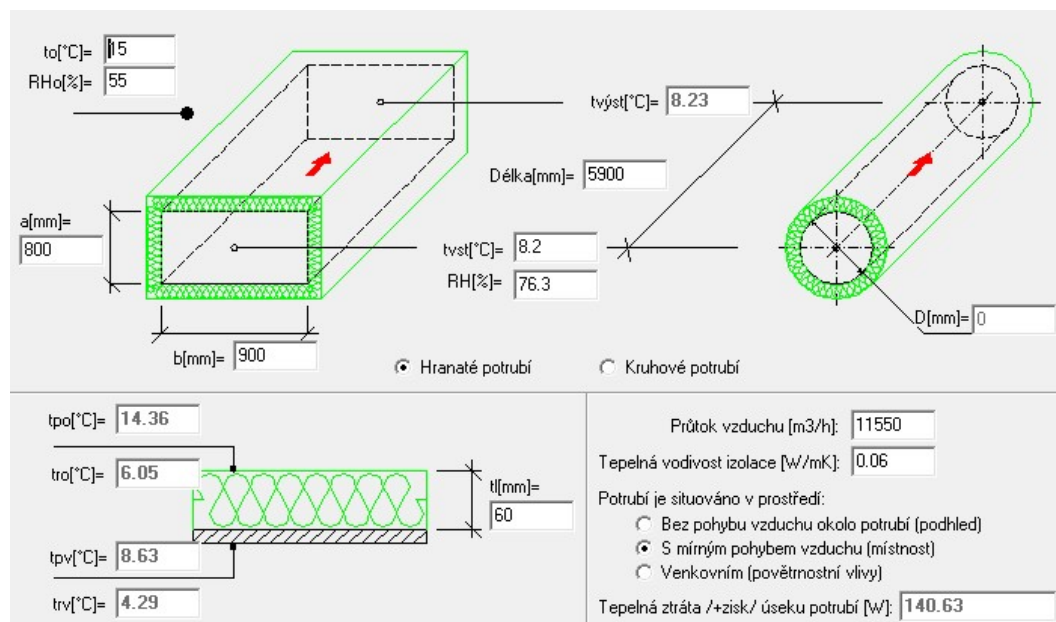 to[°C]= 15
RHo[%]= 55
tvýst[°C]= 8.23
Délka[mm]= 5900
a[mm]=
800
tvst[°C]= 8.2
RH[%]= 76.3
D[mm]= 0
b[mm]= 900
Hranaté potrubí
Kruhové potrubí
tpo[°C]= 14.36
tro[°C]= 6.05
tl[mm]=
60
tpv[°C]= 8.63
trv[°C]= 4.29
Průtok vzduchu [m3/h]: 11550
Tepelná vodivost izolace [W/mK]: 0.06
Potrubí je situováno v prostředí:
Bez pohybu vzduchu okolo potrubí (podhled)
S mírným pohybem vzduchu (místnost)
Venkovním (povětrnostní vlivy)
Tepelná ztráta /+zisk/ úseku potrubí [W]: 140.63